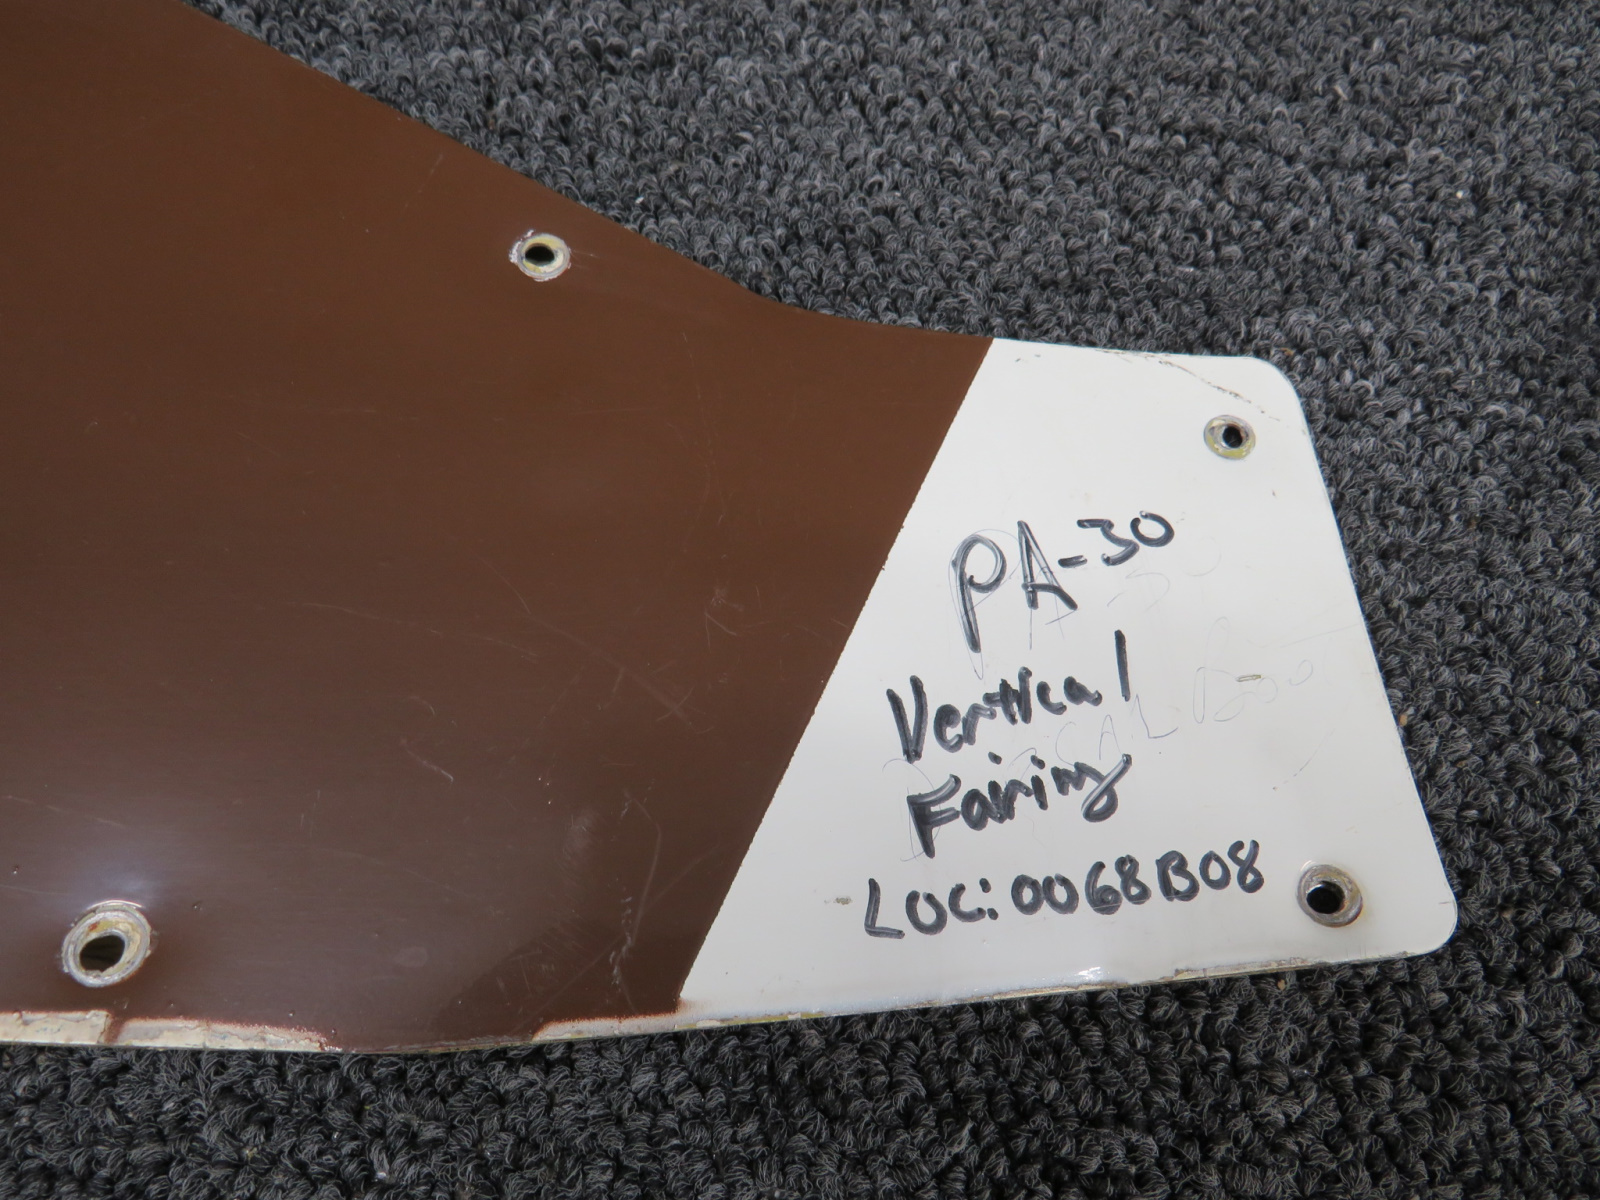 PA-30
Vertical
Fairing
LOC: 0068B08